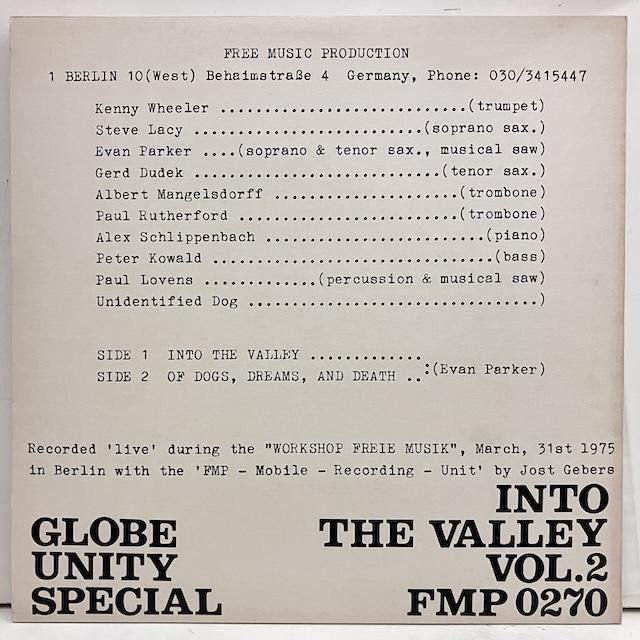 FREE MUSIC PRODUCTION
1 BERLIN 10(West) Behaimstraße 4 Germany, Phone: 030/3415447
Kenny Wheeler ............................(trumpet)
Steve Lacy ..........................(soprano sax.)
Evan Parker ....(soprano & tenor sax., musical saw)
Gerd Dudek ............................(tenor sax.)
Albert Mangelsdorff .....................(trombone)
Paul Rutherford .........................(trombone)
Alex Schlippenbach .........................(piano)
Peter Kowald ................................(bass)
Paul Lovens .............(percussion & musical saw)
Unidentified Dog .................................)
SIDE 1 INTO THE VALLEY .............
SIDE 2 OF DOGS, DREAMS, AND DEATH ..:(Evan Parker)
Recorded 'live' during the "WORKSHOP FREIE MUSIK", March, 31st 1975
in Berlin with the 'FMP - Mobile - Recording - Unit' by Jost Gebers
GLOBE
UNITY
SPECIAL
INTO
THE VALLEY
VOL.2
FMP 0270